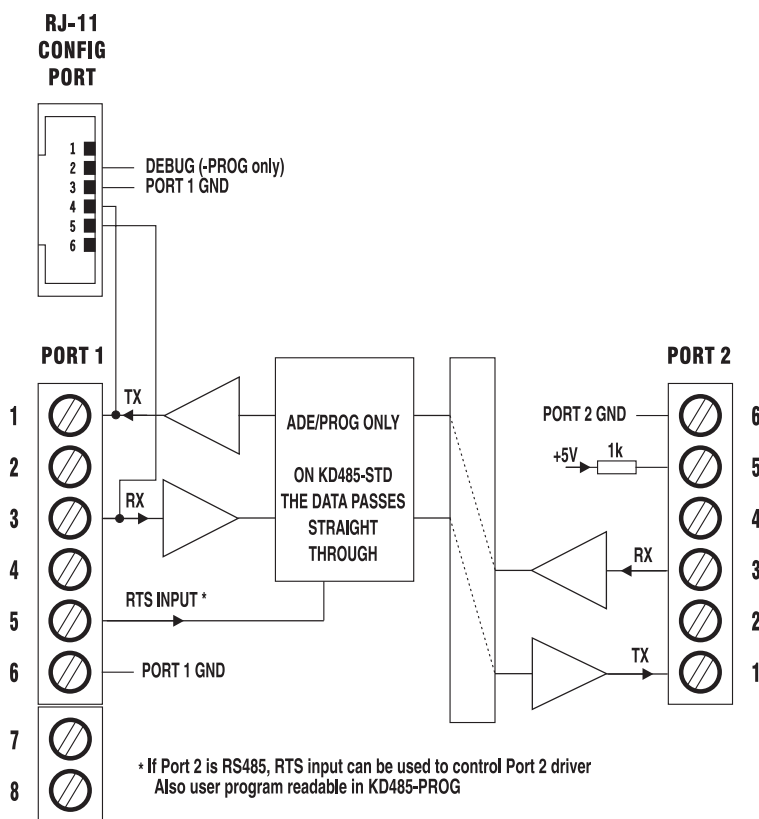 RJ-11
CONFIG
PORT
1
2 DEBUG (-PROG only)
3 PORT 1 GND
4
5
6
PORT 1
PORT 2
1
2
3
4
5
6
7
8
TX
RX
RTS INPUT *
PORT 1 GND
ADE/PROG ONLY
ON KD485-STD
THE DATA PASSES
STRAIGHT
THROUGH
PORT 2 GND
+5V 1k
RX
TX
6
5
4
3
2
1
* If Port 2 is RS485, RTS input can be used to control Port 2 driver
Also user program readable in KD485-PROG